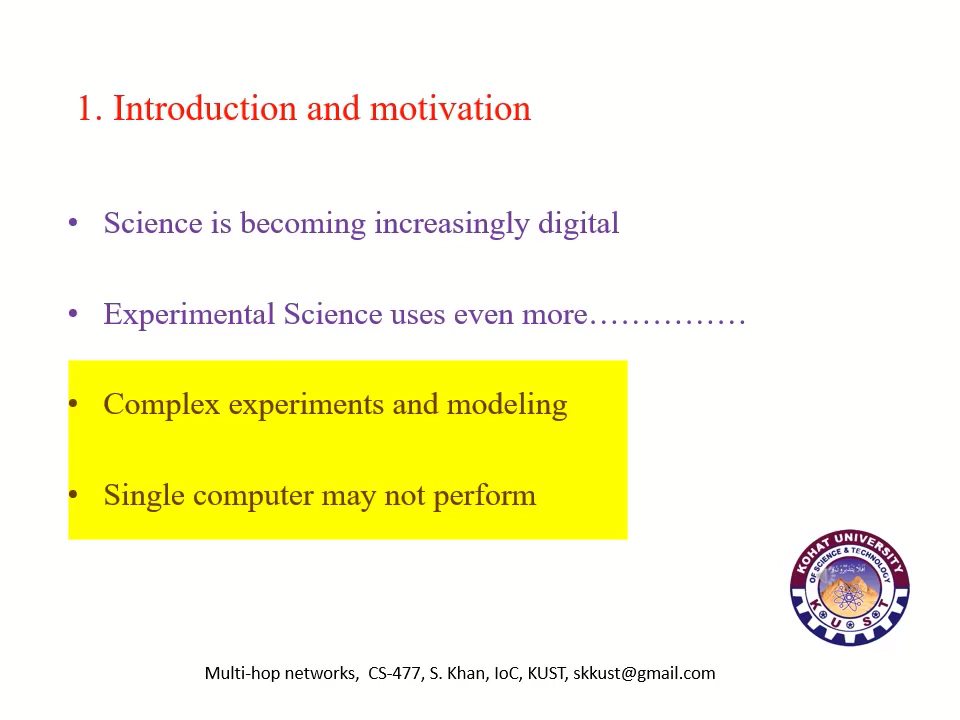 1. Introduction and motivation
• Science is becoming increasingly digital
• Experimental Science uses even more……………
• Complex experiments and modeling
• Single computer may not perform
KOHAT UNIVERSITY
OF SCIENCE & TECHNOLOGY
K U S T
Multi-hop networks, CS-477, S. Khan, IoC, KUST, skkust@gmail.com